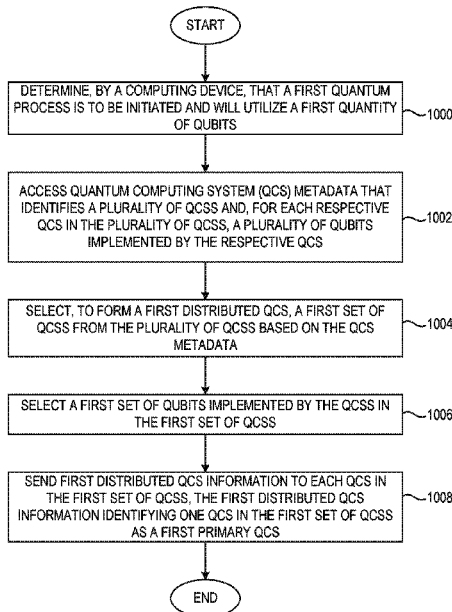 START
DETERMINE, BY A COMPUTING DEVICE, THAT A FIRST QUANTUM
PROCESS IS TO BE INITIATED AND WILL UTILIZE A FIRST QUANTITY
OF QUBITS
1000
ACCESS QUANTUM COMPUTING SYSTEM (QCS) METADATA THAT
IDENTIFIES A PLURALITY OF QCSS AND, FOR EACH RESPECTIVE
QCS IN THE PLURALITY OF QCSS, A PLURALITY OF QUBITS
IMPLEMENTED BY THE RESPECTIVE QCS
1002
SELECT, TO FORM A FIRST DISTRIBUTED QCS, A FIRST SET OF
QCSS FROM THE PLURALITY OF QCSS BASED ON THE QCS
METADATA
1004
SELECT A FIRST SET OF QUBITS IMPLEMENTED BY THE QCSS IN
THE FIRST SET OF QCSS
1006
SEND FIRST DISTRIBUTED QCS INFORMATION TO EACH QCS IN
THE FIRST SET OF QCSS, THE FIRST DISTRIBUTED QCS
INFORMATION IDENTIFYING ONE QCS IN THE FIRST SET OF QCSS
AS A FIRST PRIMARY QCS
1008
END